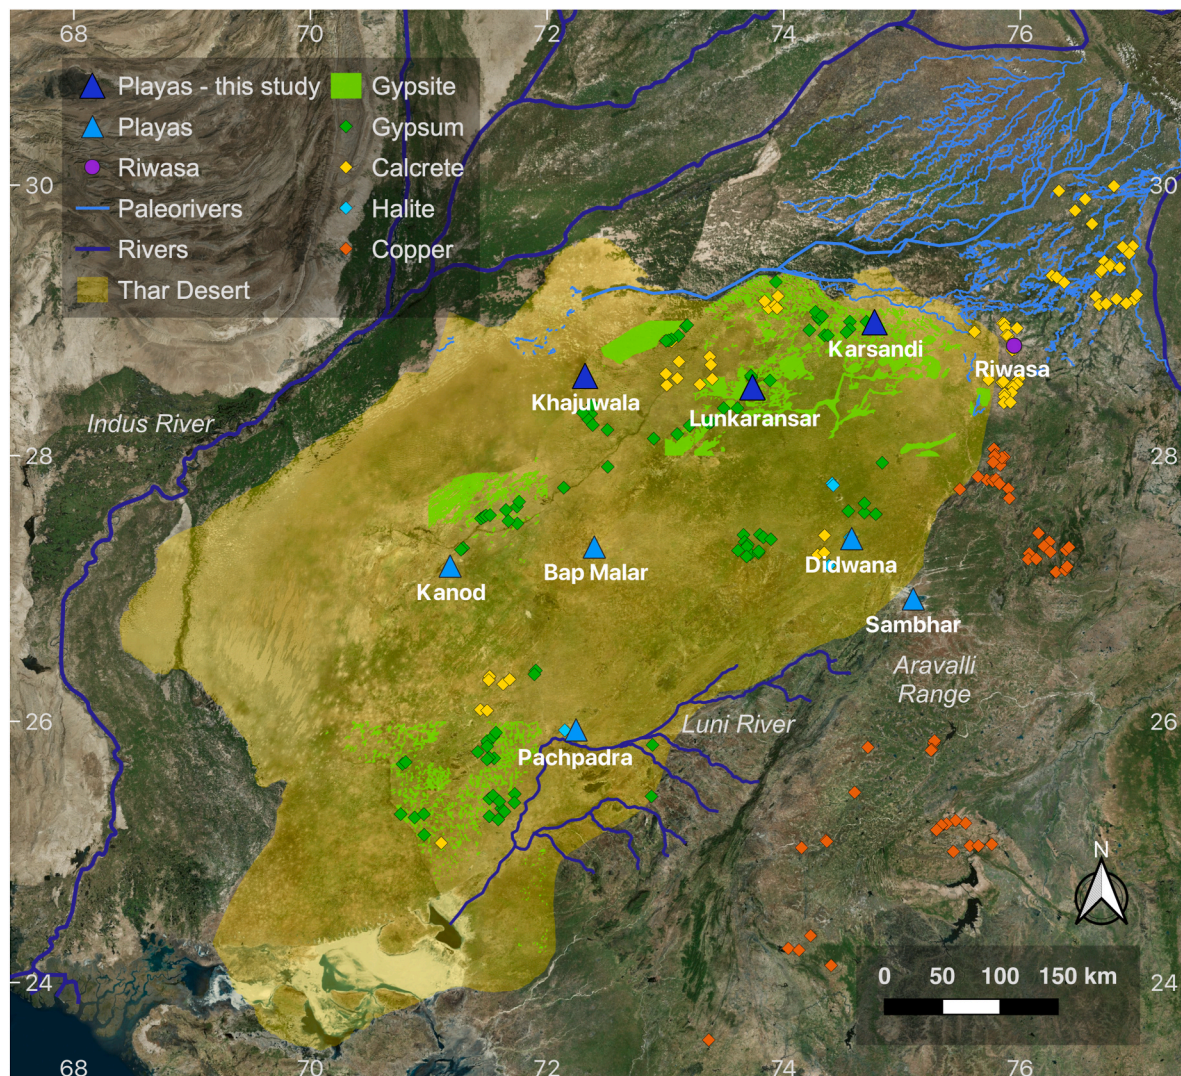 68 70 72 74 76
Playas - this study
Gypsite
Playas
Gypsum
Riwasa
Calcrete
Paleorivers
Halite
Rivers
Copper
Thar Desert
30 30
Karsandi
Riwasa
Khajuwala
Lunkaransar
Indus River
28 28
Kanod
Bap Malar
Didwana
Sambhar
Aravalli
Range
26 26
Luni River
Pachpadra
N
0 50 100 150 km
24 24
68 70 72 74 76